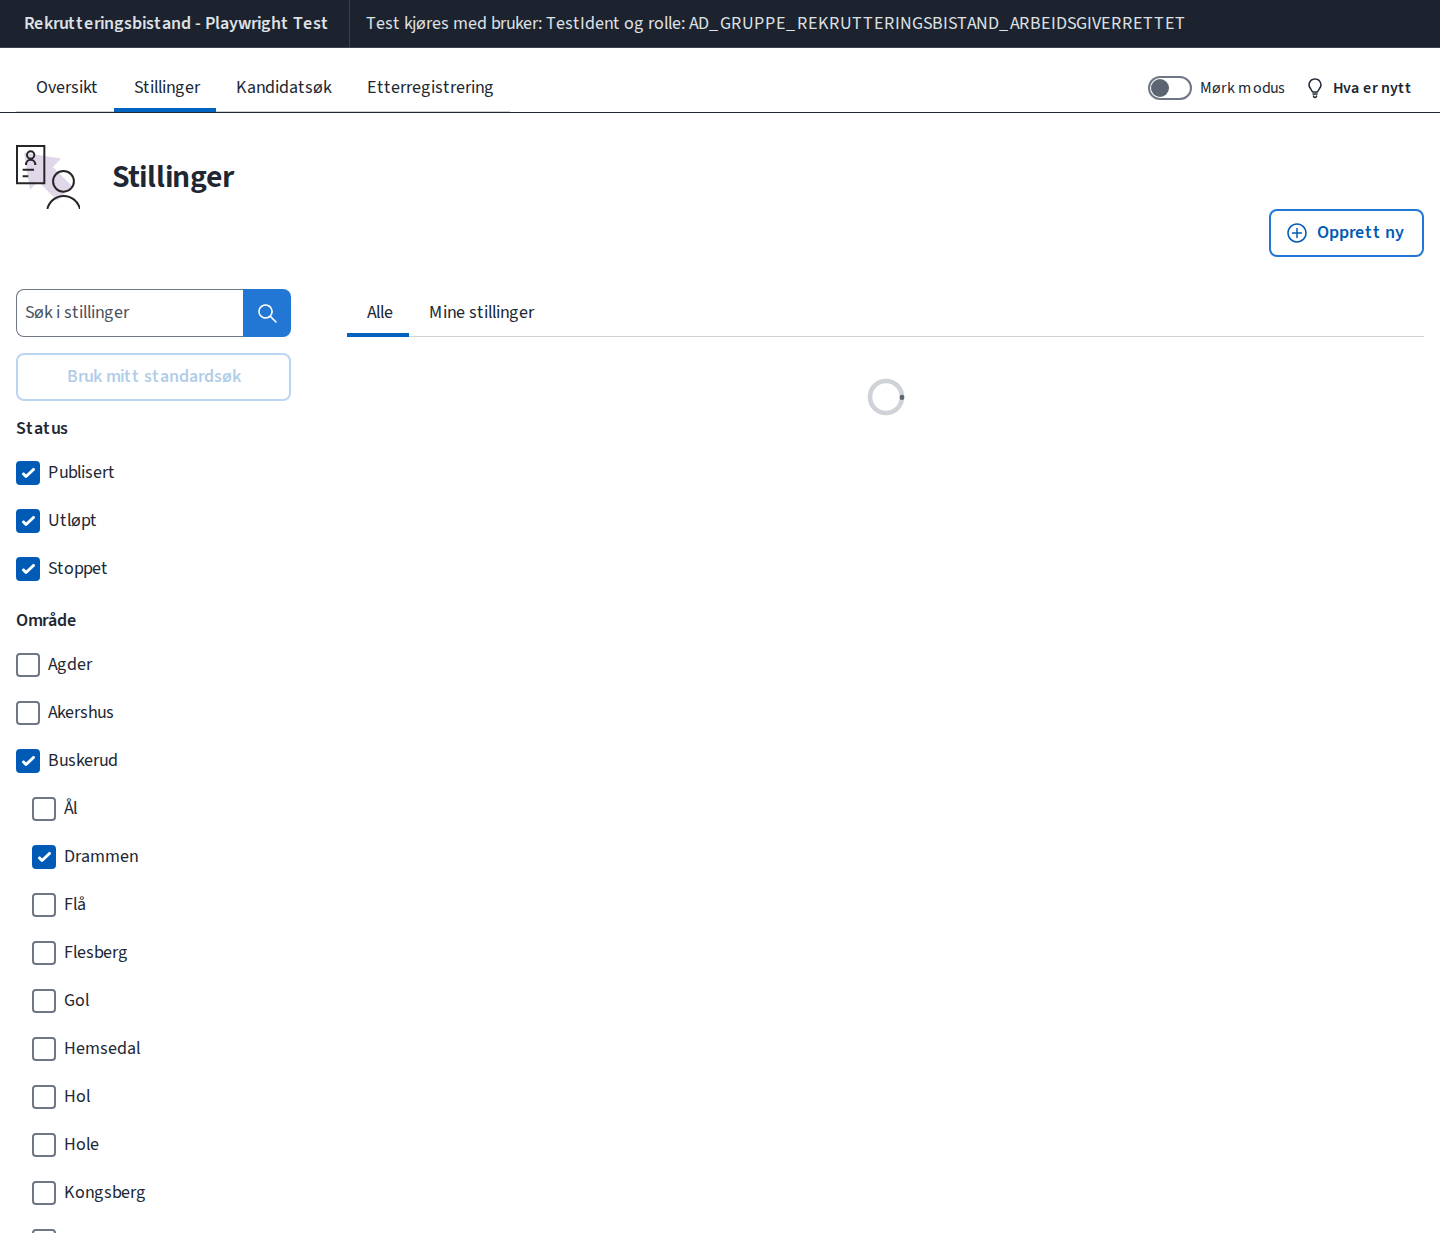 Rekrutteringsbistand - Playwright Test
Test kjøres med bruker: TestIdent og rolle: AD_GRUPPE_REKRUTTERINGSBISTAND_ARBEIDSGIVERRETTET
Oversikt
Stillinger
Kandidatsøk
Etterregistrering
Mørk modus
Hva er nytt
Stillinger
Opprett ny
Søk i stillinger
Alle
Mine stillinger
Bruk mitt standardsøk
Status
Publisert
Utløpt
Stoppet
Område
Agder
Akershus
Buskerud
Ål
Drammen
Flå
Flesberg
Gol
Hemsedal
Hol
Hole
Kongsberg